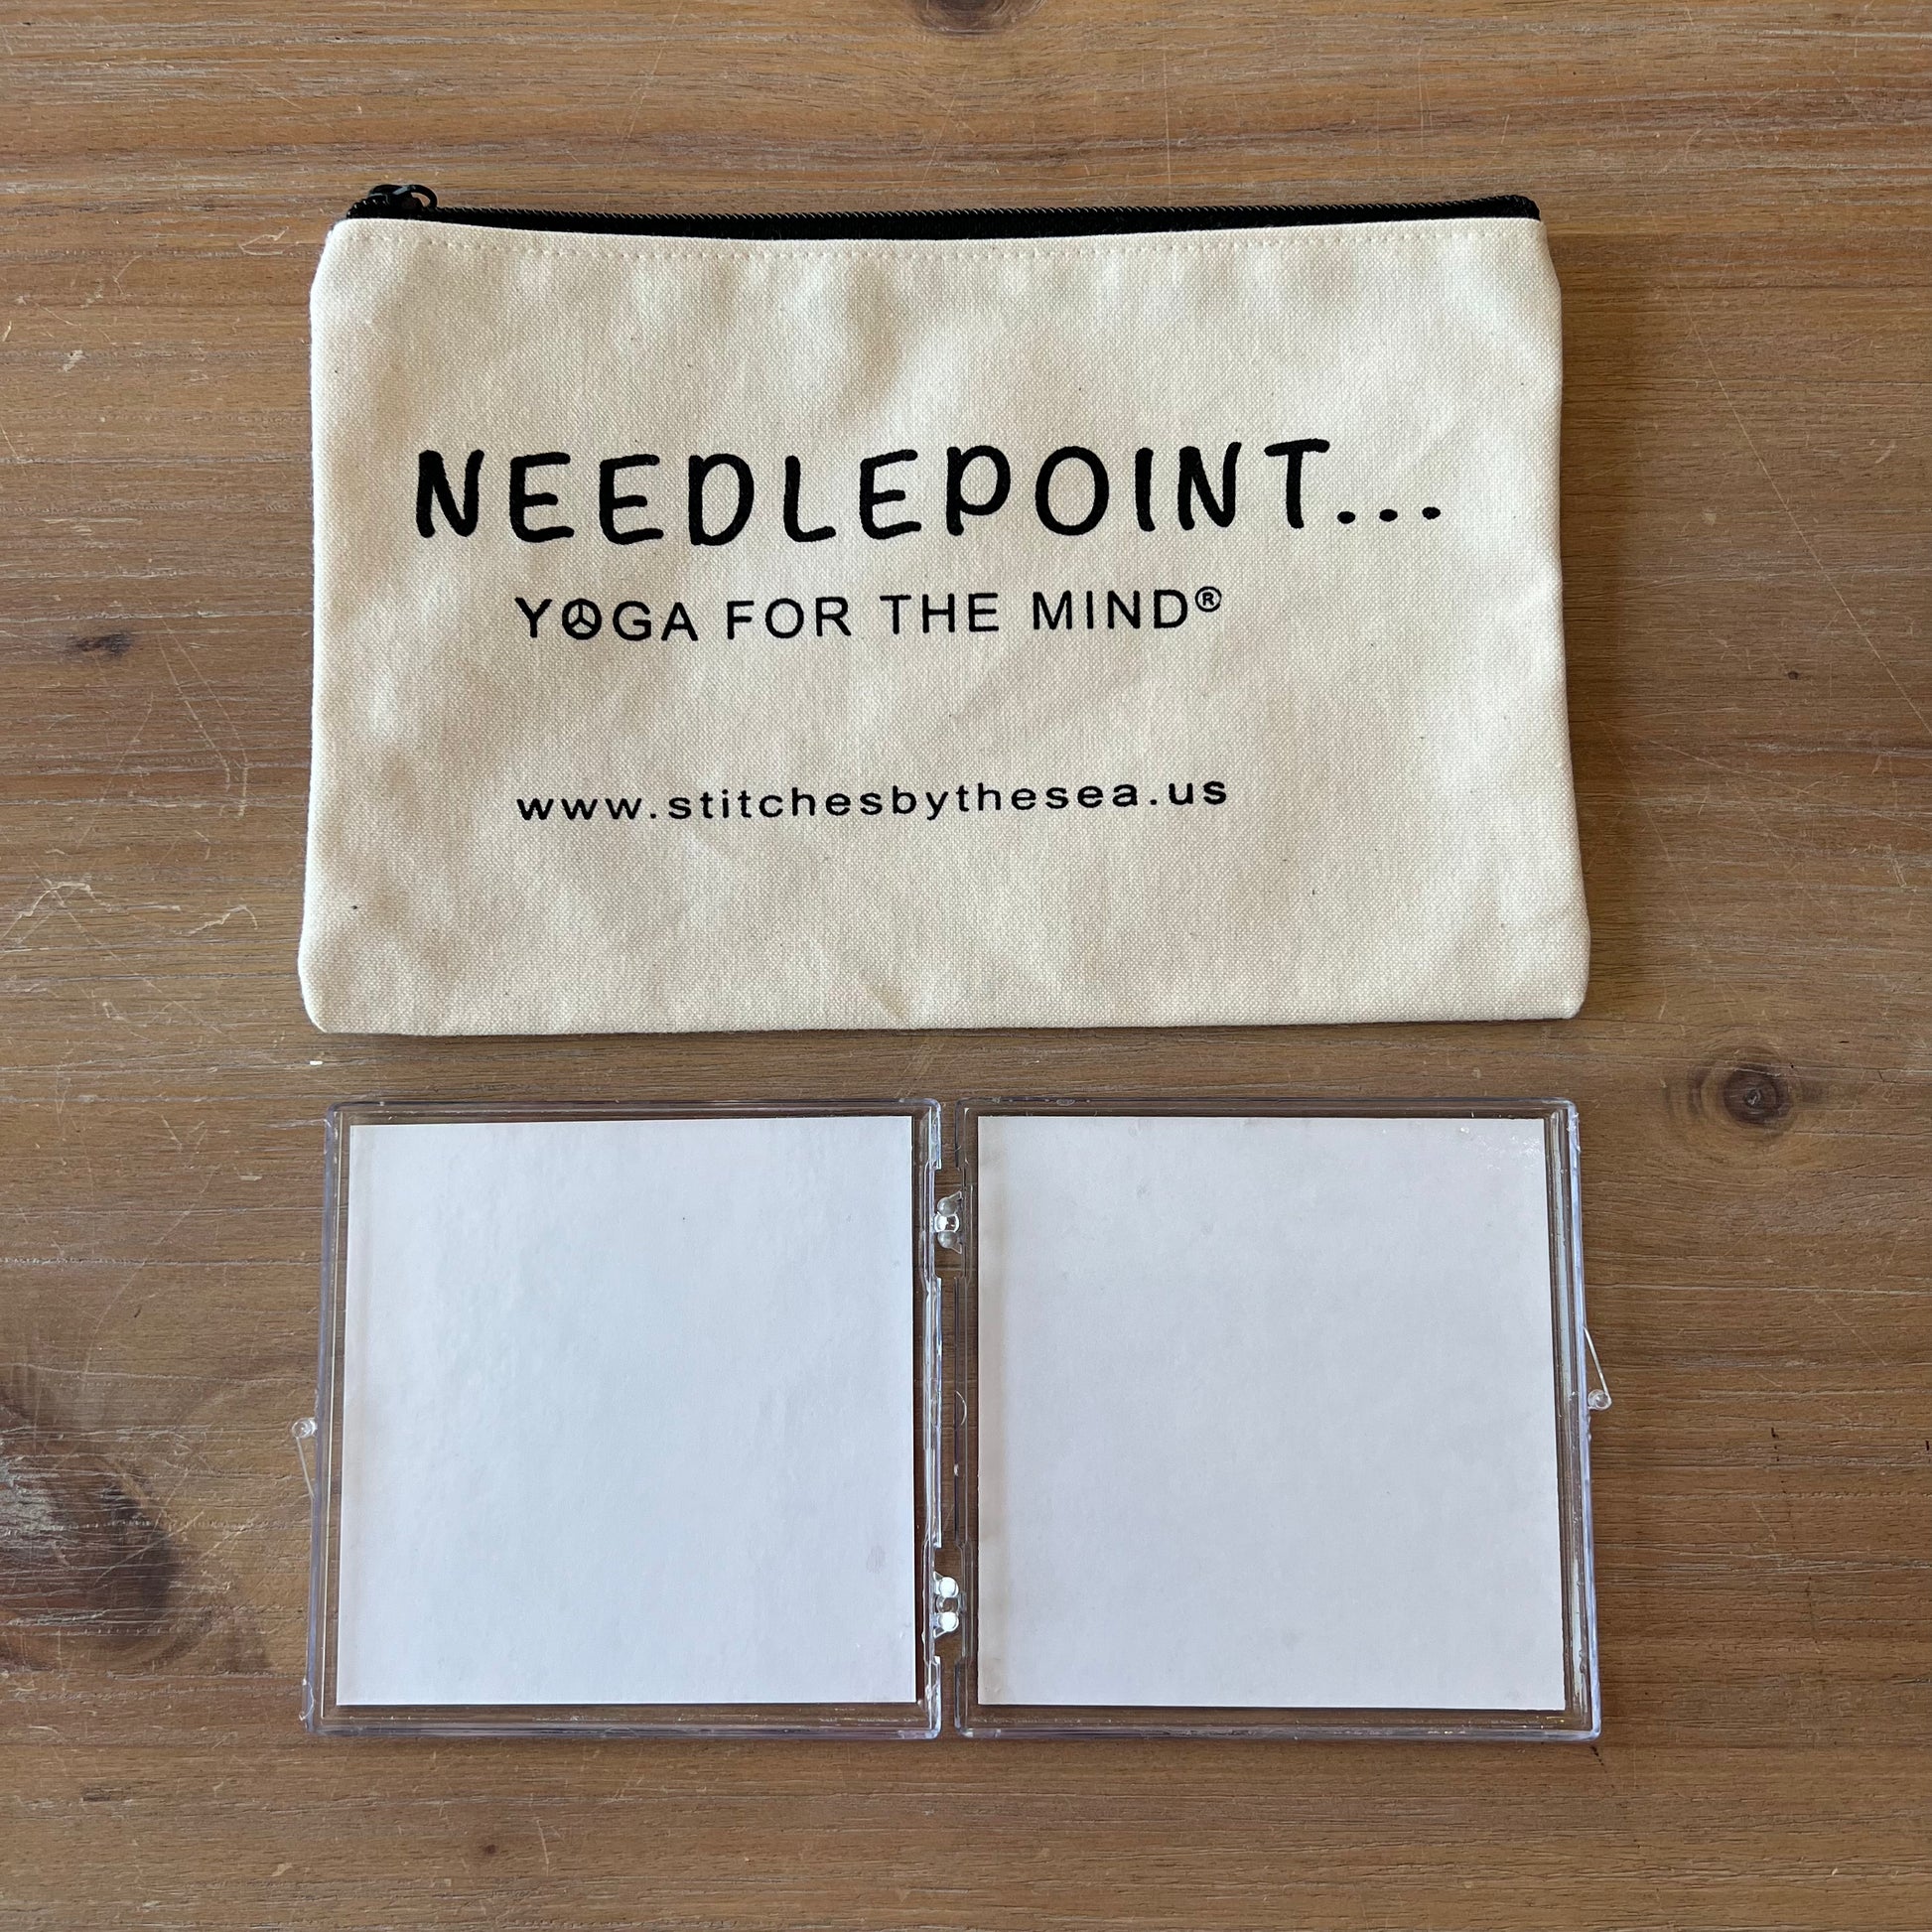 NEEDLEPOINT...
YOGA FOR THE MIND®
www.stitchesbythesea.us